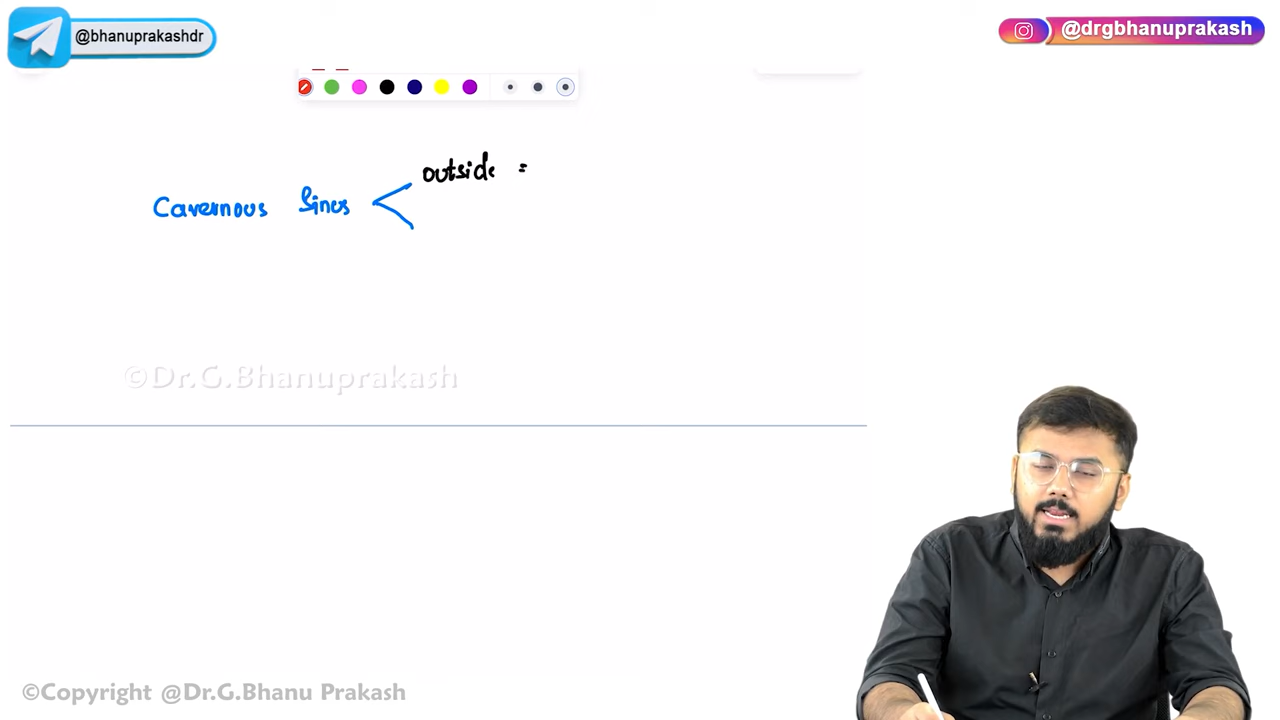 @bhanuprakashdr
@drgbhanuprakash
outside =
Cavernous Sinus
©Dr.G.Bhanuprakash
©Copyright @Dr.G.Bhanu Prakash